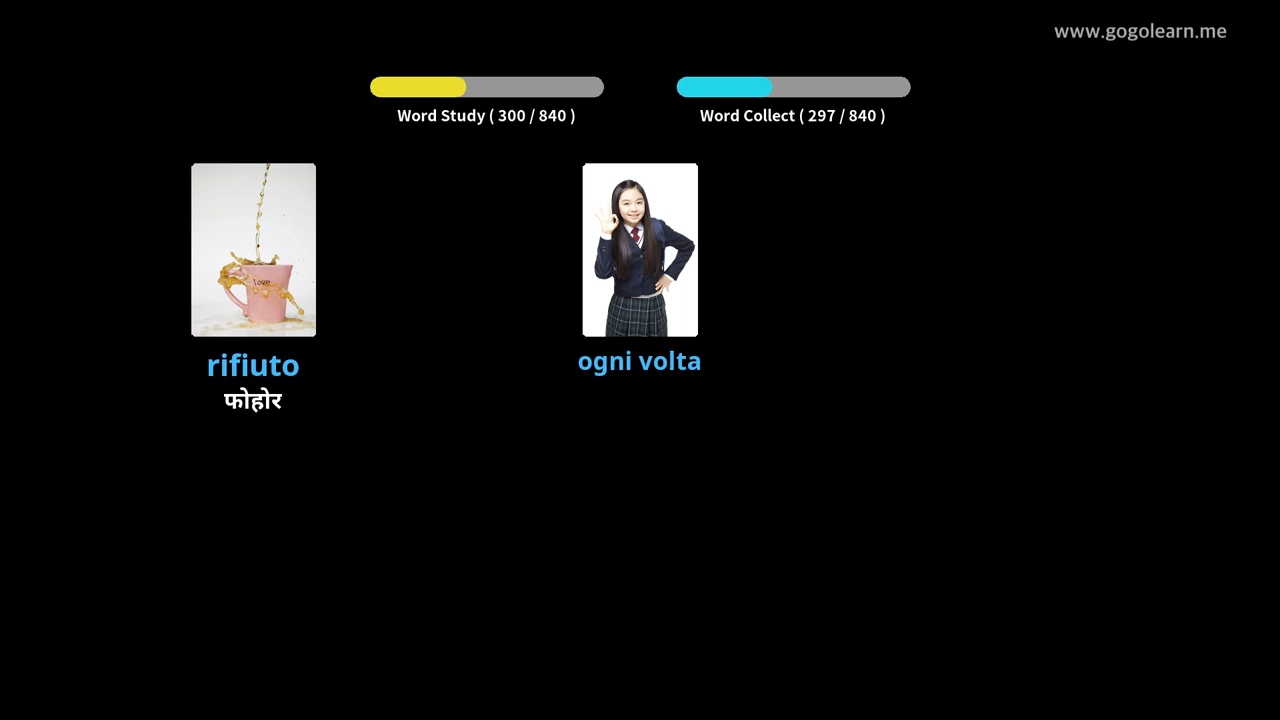 www.gogolearn.me
Word Study ( 300 / 840 )
Word Collect ( 297 / 840 )
love
rifiuto
फोहोर
ogni volta